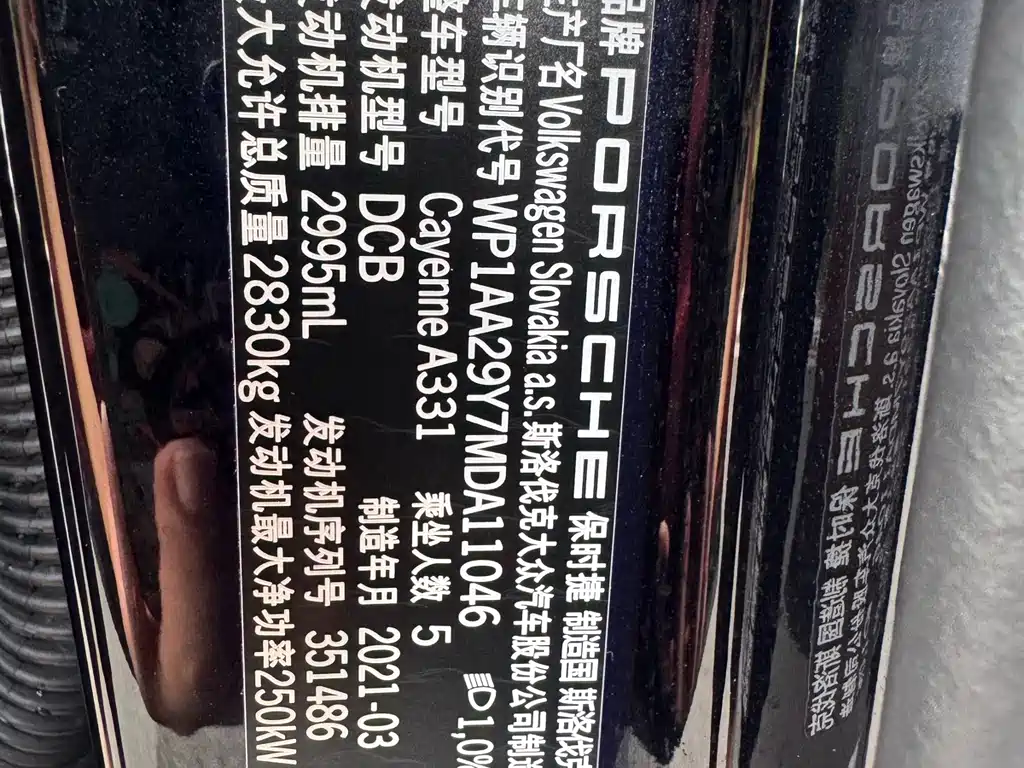 品牌 PORSCHE 保时捷 制造国 斯洛伐克
生产厂名 Volkswagen Slovakia a.s.斯洛伐克大众汽车股份公司制造
车辆识别代号 WP1AA29Y7MDA11046 1,0%
整车型号 Cayenne A331 乘坐人数 5
发动机型号 DCB 制造年月 2021-03
发动机排量 2995mL 发动机序列号 351486
最大允许总质量 2830kg 发动机最大净功率250kW